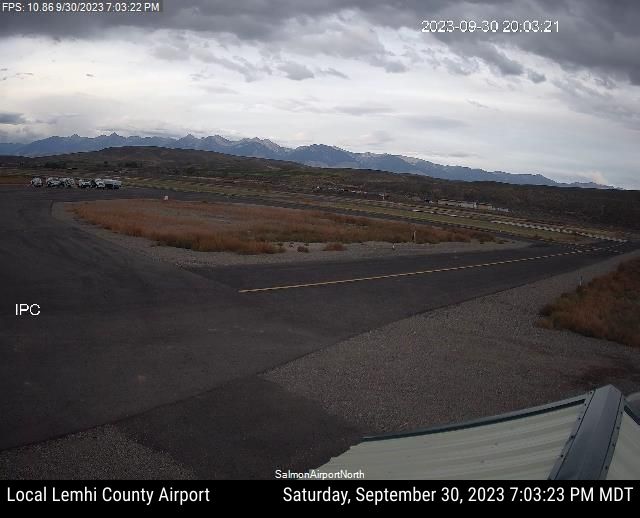 FPS: 10.86 9/30/2023 7:03:22 PM
2023-09-30 20:03:21
IPC
SalmonAirportNorth
Local Lemhi County Airport Saturday, September 30, 2023 7:03:23 PM MDT